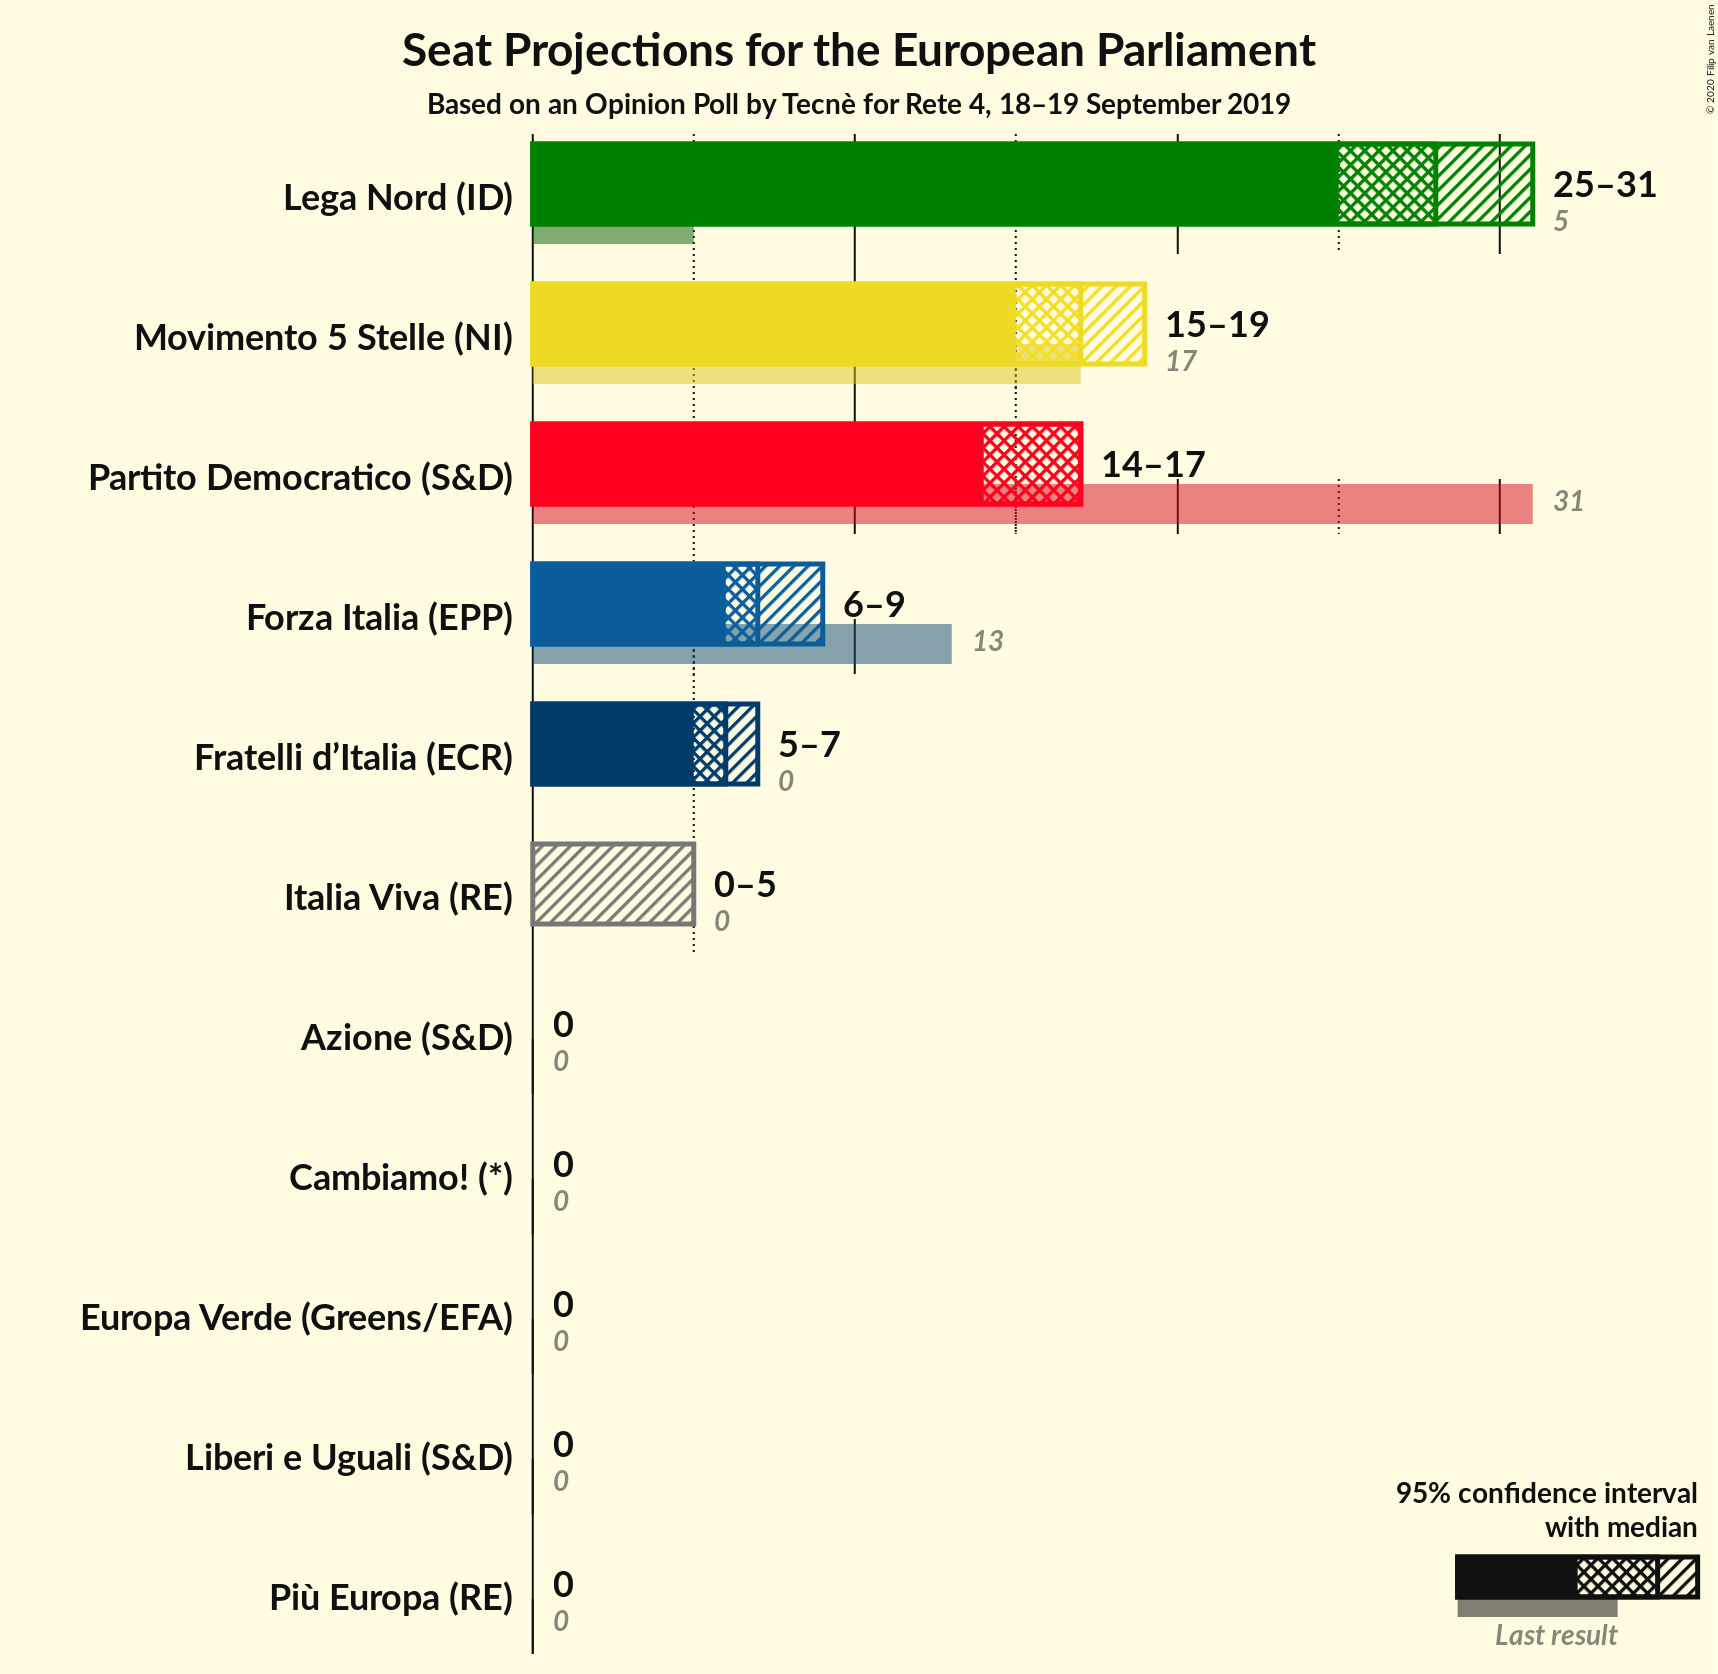 Seat Projections for the European Parliament
Based on an Opinion Poll by Tecnè for Rete 4, 18–19 September 2019
© 2020 Filip van Laenen
Lega Nord (ID)
25–31
5
Movimento 5 Stelle (NI)
15–19
17
Partito Democratico (S&D)
14–17
31
Forza Italia (EPP)
6–9
13
Fratelli d’Italia (ECR)
5–7
0
Italia Viva (RE)
0–5
0
Azione (S&D)
0
0
Cambiamo! (*)
0
0
Europa Verde (Greens/EFA)
0
0
Liberi e Uguali (S&D)
0
0
Più Europa (RE)
0
0
95% confidence interval
with median
Last result